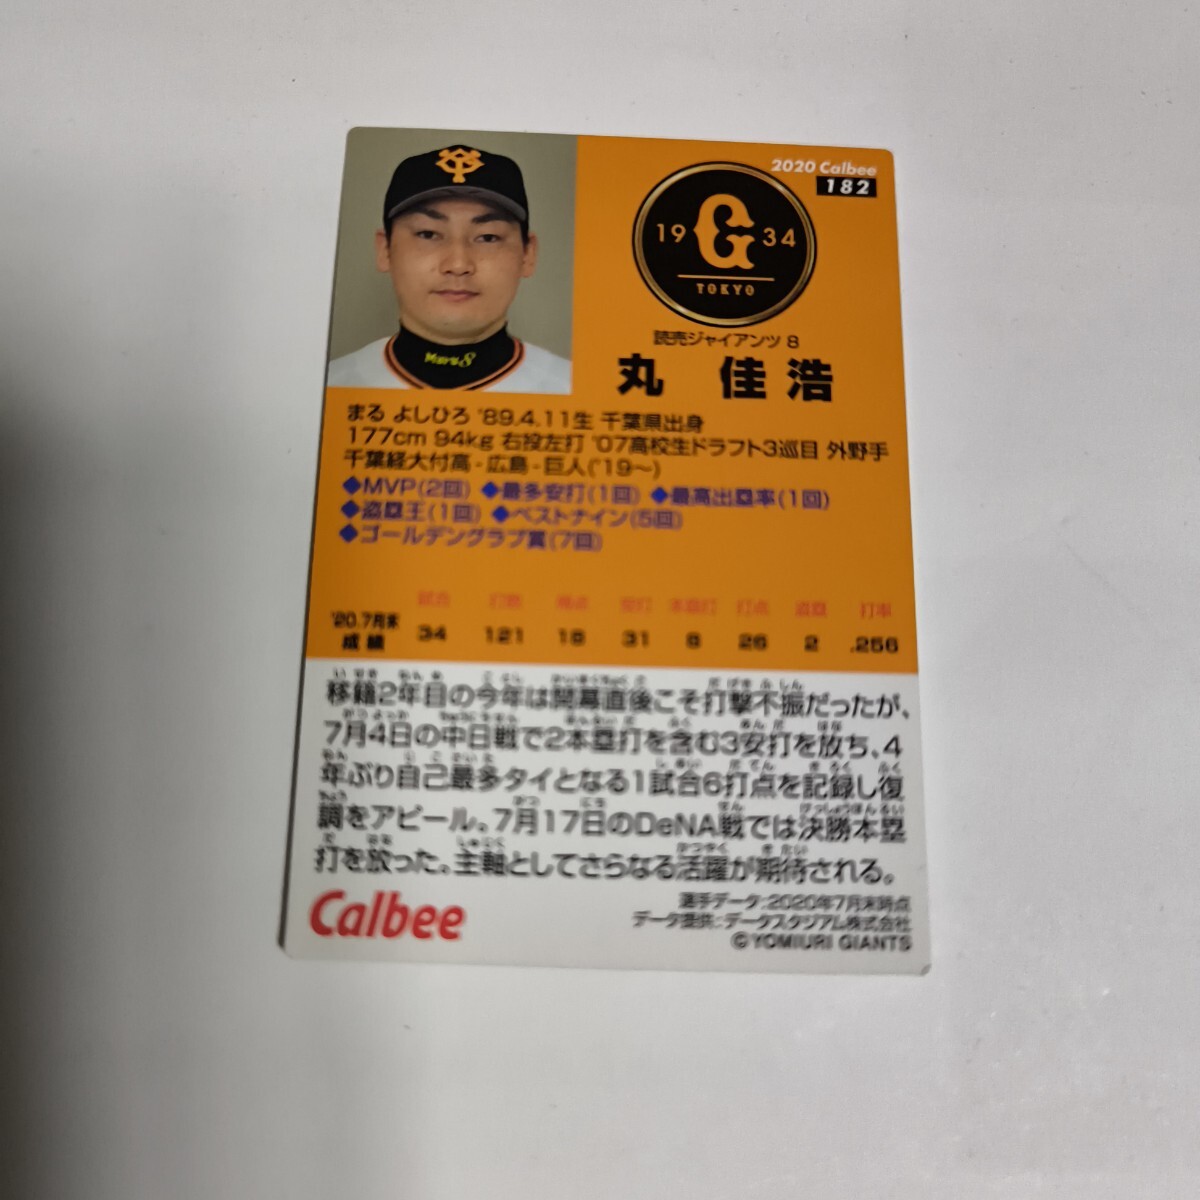 2020 Calbee
182
19 G 34
TOKYO
Maru 8
読売ジャイアンツ 8
丸 佳浩
まる よしひろ '89.4.11生 千葉県出身
177cm 94kg 右投左打 '07高校生ドラフト3巡目 外野手
千葉経大付高-広島-巨人('19〜)
◆MVP(2回) ◆最多安打(1回) ◆最高出塁率(1回)
◆盗塁王(1回) ◆ベストナイン(5回)
◆ゴールデングラブ賞(7回)
試合 打数 得点 安打 本塁打 打点 盗塁 打率
'20.7月末成績 34 121 18 31 26 2 .256
移籍2年目の今年は開幕直後こそ打撃不振だったが、
7月4日の中日戦で2本塁打を含む3安打を放ち、4
年ぶり自己最多タイとなる1試合6打点を記録し復
調をアピール。7月17日のDeNA戦では決勝本塁
打を放った。主軸としてさらなる活躍が期待される。
Calbee
選手データ:2020年7月末時点
データ提供:データスタジアム株式会社
©YOMIURI GIANTS